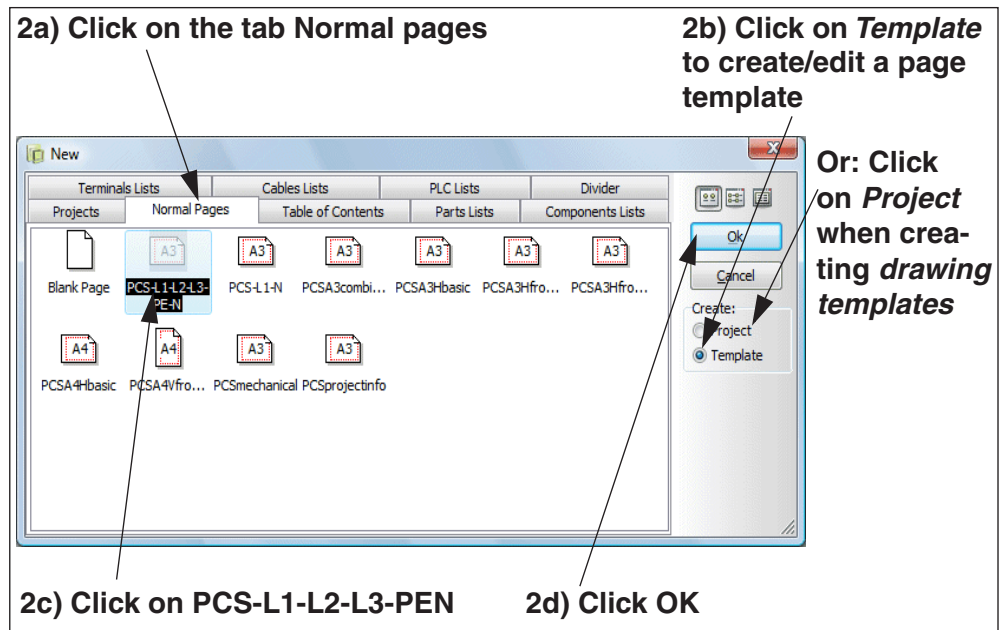 2a) Click on the tab Normal pages
2b) Click on Template
to create/edit a page
template
Or: Click
on Project
when crea-
ting drawing
templates
New
Terminals Lists Cables Lists PLC Lists Divider
Projects Normal Pages Table of Contents Parts Lists Components Lists
A3 A3 A3 A3 A3 A3
Blank Page PCS-L1-L2-L3-PE-N PCS-L1-N PCSA3combi... PCSA3Hbasic PCSA3Hfro... PCSA3Hfro...
A4 A4 A3 A3
PCSA4Hbasic PCSA4Vfro... PCSmechanical PCSprojectinfo
Ok
Cancel
Create:
Project
Template
2c) Click on PCS-L1-L2-L3-PEN
2d) Click OK